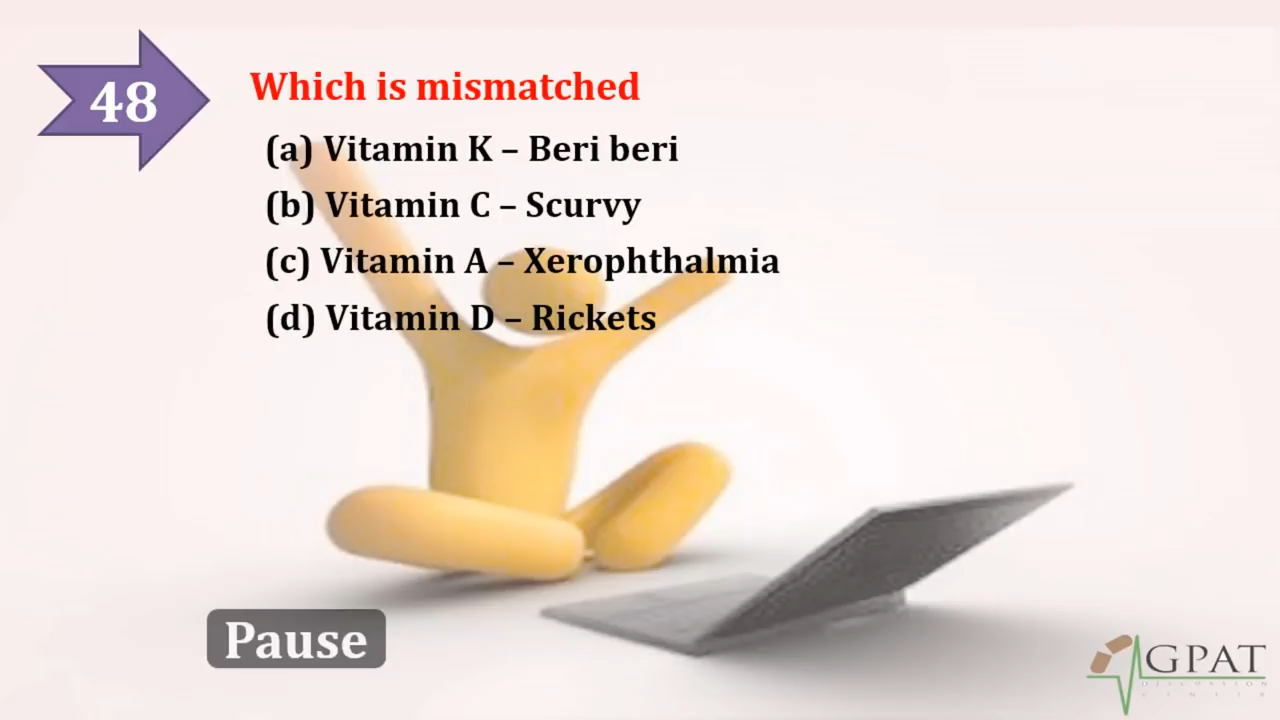 48
Which is mismatched
(a) Vitamin K – Beri beri
(b) Vitamin C – Scurvy
(c) Vitamin A – Xerophthalmia
(d) Vitamin D – Rickets
Pause
GPAT